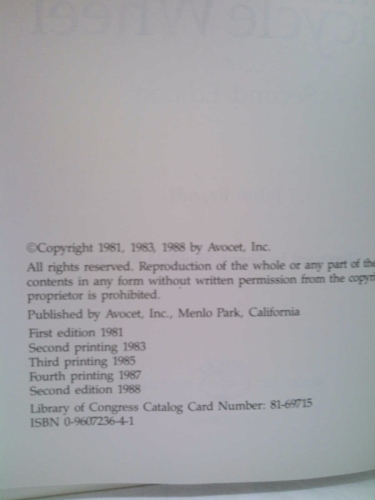 ©Copyright 1981, 1983, 1988 by Avocet, Inc.
All rights reserved. Reproduction of the whole or any part of the
contents in any form without written permission from the
proprietor is prohibited.
Published by Avocet, Inc., Menlo Park, California
First edition 1981
Second printing 1983
Third printing 1985
Fourth printing 1987
Second edition 1988
Library of Congress Catalog Card Number: 81-69715
ISBN 0-9607236-4-1